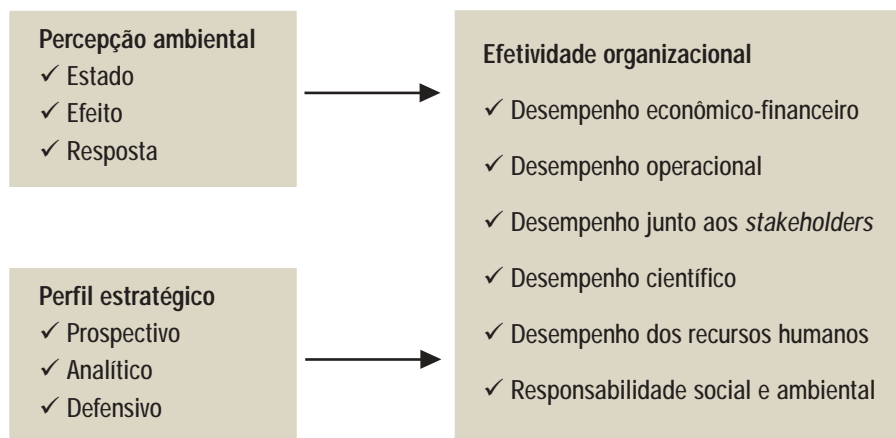 Percepção ambiental
✓ Estado
✓ Efeito
✓ Resposta
Perfil estratégico
✓ Prospectivo
✓ Analítico
✓ Defensivo
Efetividade organizacional
✓ Desempenho econômico-financeiro
✓ Desempenho operacional
✓ Desempenho junto aos stakeholders
✓ Desempenho científico
✓ Desempenho dos recursos humanos
✓ Responsabilidade social e ambiental